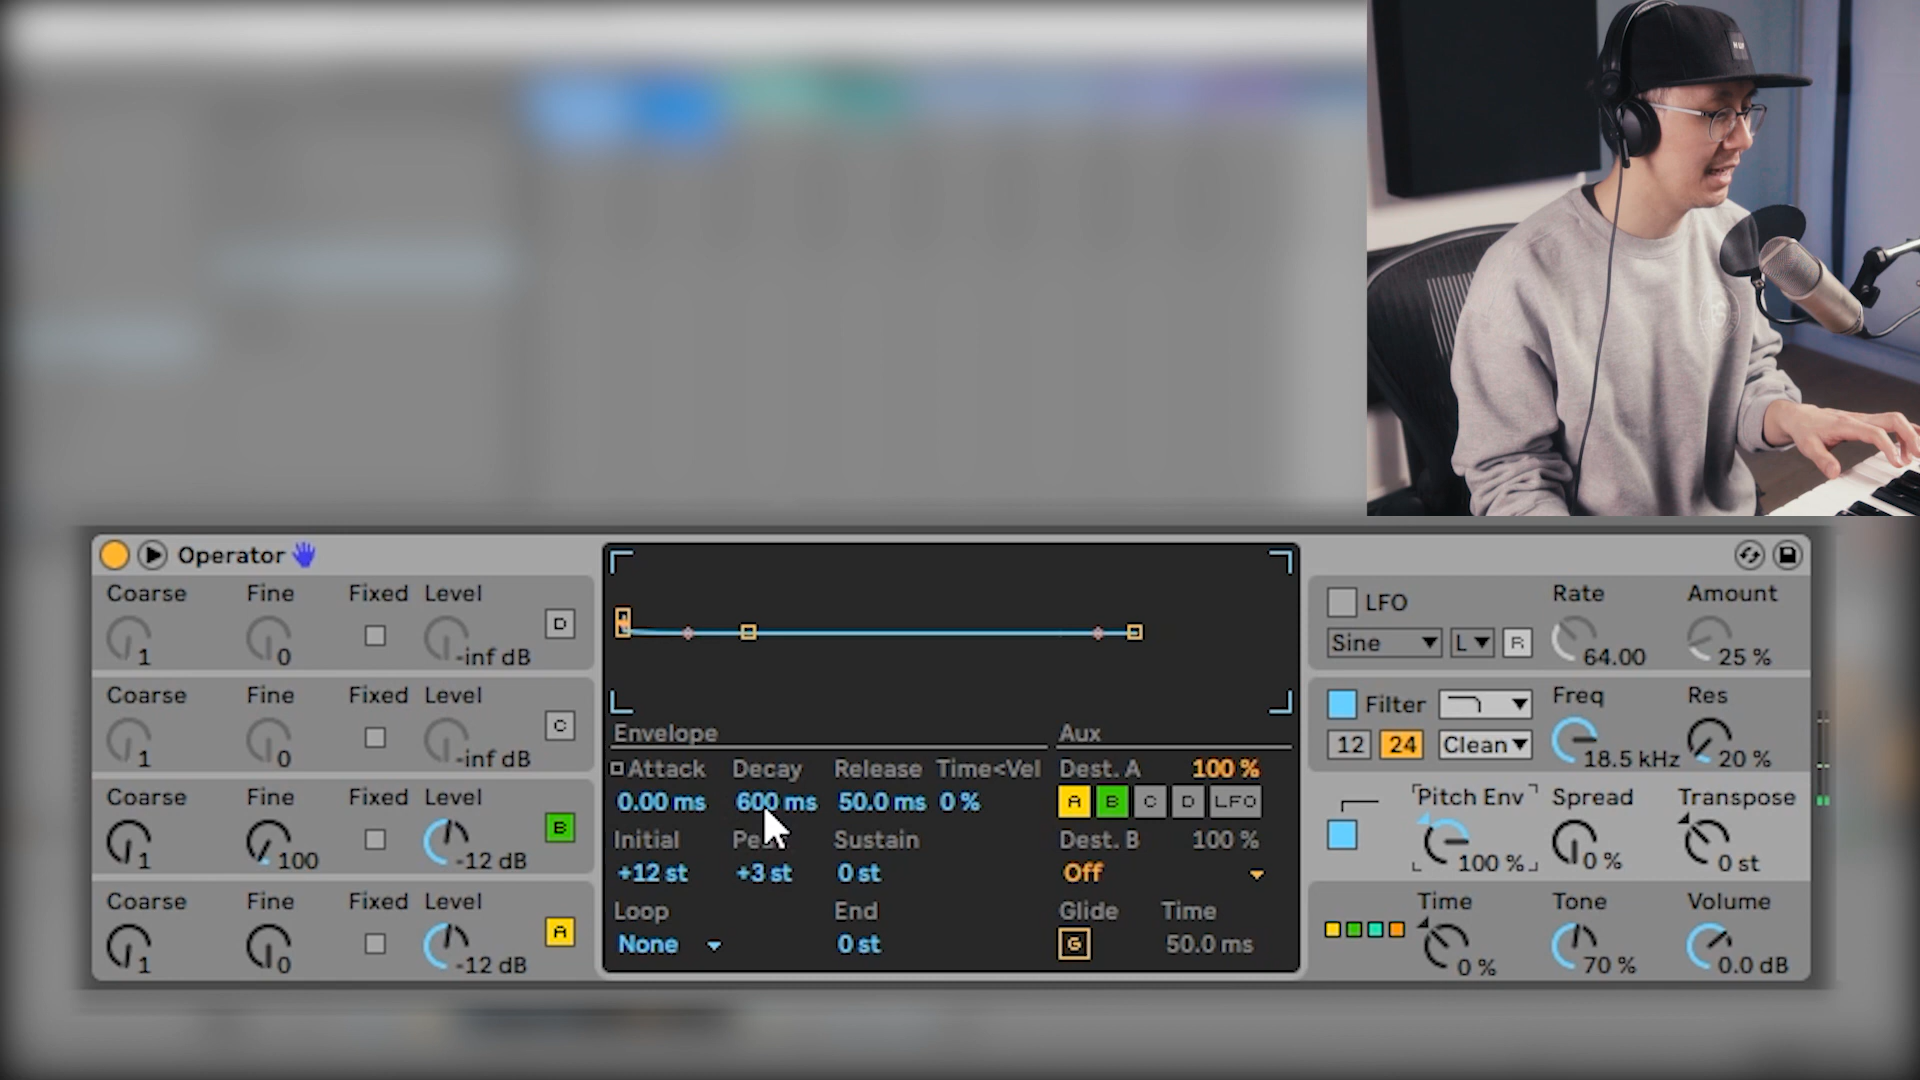 Operator
Coarse Fine Fixed Level
1 0 -inf dB D
Coarse Fine Fixed Level
1 0 -inf dB C
Coarse Fine Fixed Level
1 100 -12 dB B
Coarse Fine Fixed Level
1 0 -12 dB A
Envelope
Attack Decay Release Time<Vel
0.00 ms 600 ms 50.0 ms 0 %
Initial Sustain
+12 st +3 st 0 st
Loop End
None 0 st
Aux
Dest. A 100 %
A B C D LFO
Dest. B 100 %
Off
Glide Time
G 50.0 ms
LFO Rate Amount
Sine L R 64.00 25 %
Filter Freq Res
12 24 Clean 18.5 kHz 20 %
Pitch Env Spread Transpose
100 % 0 % 0 st
Time Tone Volume
0 % 70 % 0.0 dB